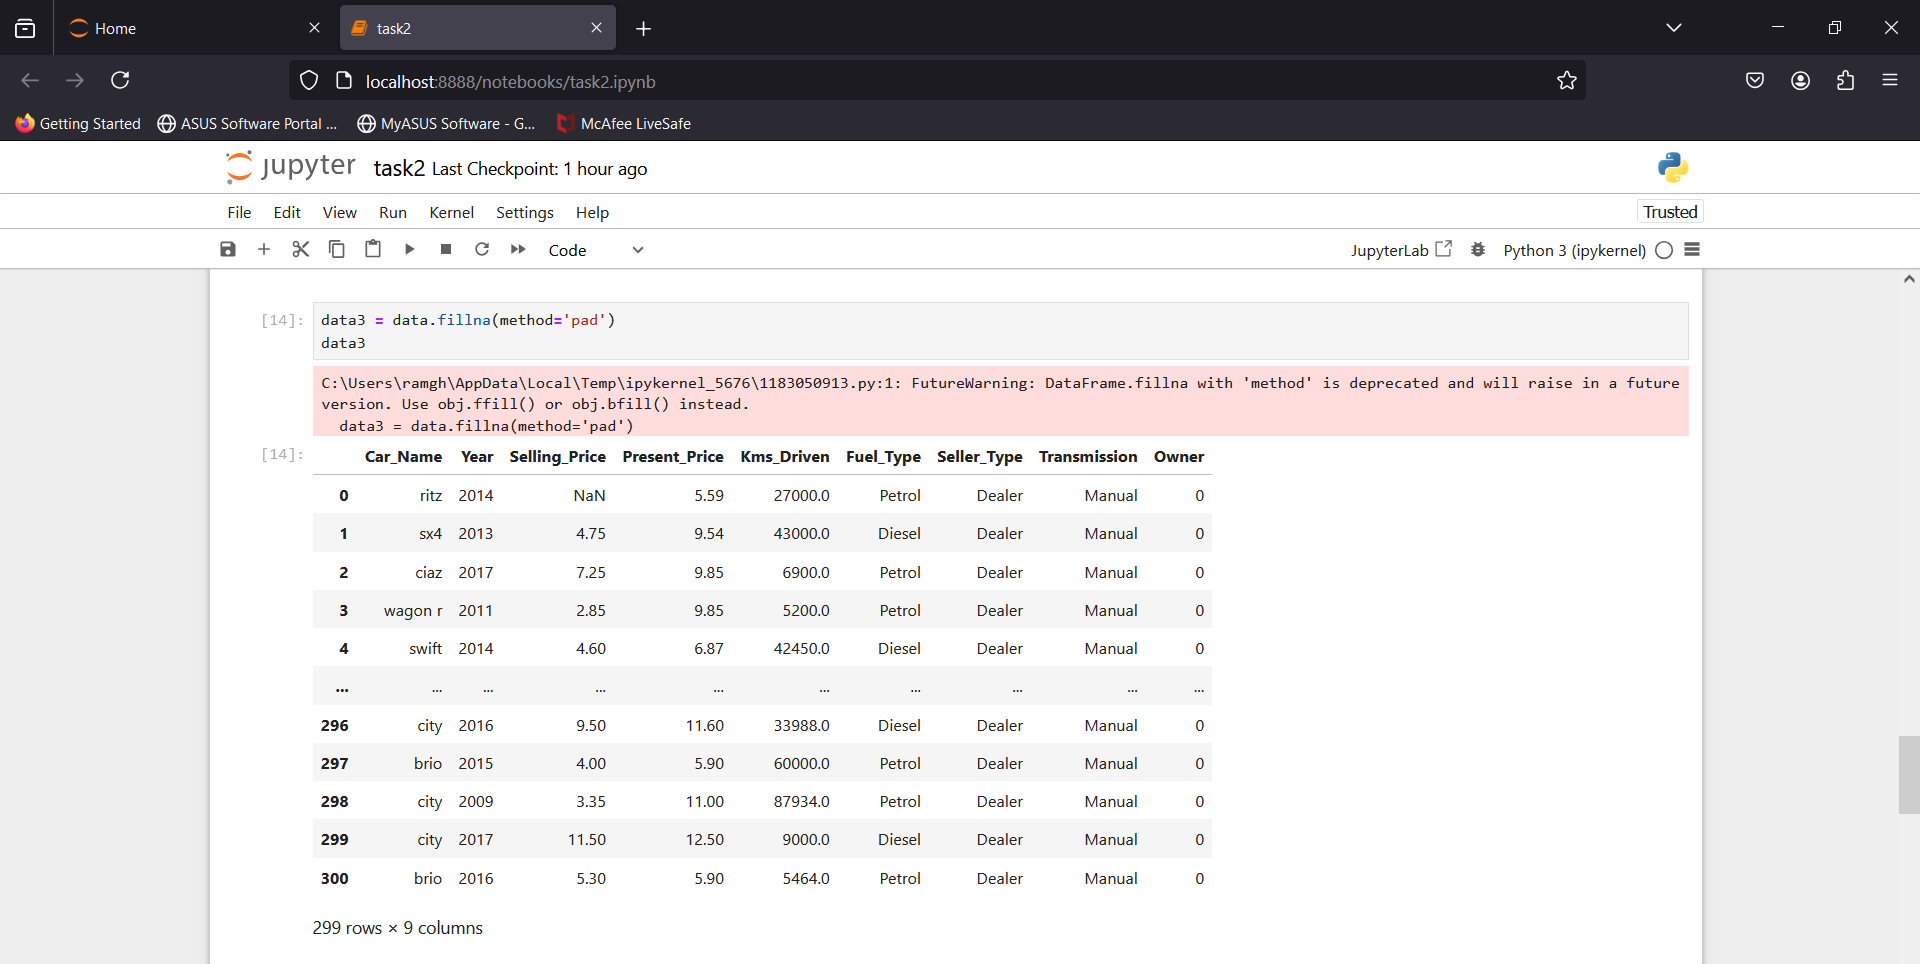 Home
task2
localhost:8888/notebooks/task2.ipynb
Getting Started ASUS Software Portal ... MyASUS Software - G... McAfee LiveSafe
jupyter task2 Last Checkpoint: 1 hour ago
File Edit View Run Kernel Settings Help Trusted
Code JupyterLab Python 3 (ipykernel)
[14]: data3 = data.fillna(method='pad')
data3
C:\Users\ramgh\AppData\Local\Temp\ipykernel_5676\1183050913.py:1: FutureWarning: DataFrame.fillna with 'method' is deprecated and will raise in a future
version. Use obj.ffill() or obj.bfill() instead.
data3 = data.fillna(method='pad')
[14]: Car_Name Year Selling_Price Present_Price Kms_Driven Fuel_Type Seller_Type Transmission Owner
0 ritz 2014 NaN 5.59 27000.0 Petrol Dealer Manual 0
1 sx4 2013 4.75 9.54 43000.0 Diesel Dealer Manual 0
2 ciaz 2017 7.25 9.85 6900.0 Petrol Dealer Manual 0
3 wagon r 2011 2.85 9.85 5200.0 Petrol Dealer Manual 0
4 swift 2014 4.60 6.87 42450.0 Diesel Dealer Manual 0
... ... ... ... ... ... ... ... ... ...
296 city 2016 9.50 11.60 33988.0 Diesel Dealer Manual 0
297 brio 2015 4.00 5.90 60000.0 Petrol Dealer Manual 0
298 city 2009 3.35 11.00 87934.0 Petrol Dealer Manual 0
299 city 2017 11.50 12.50 9000.0 Diesel Dealer Manual 0
300 brio 2016 5.30 5.90 5464.0 Petrol Dealer Manual 0
299 rows × 9 columns